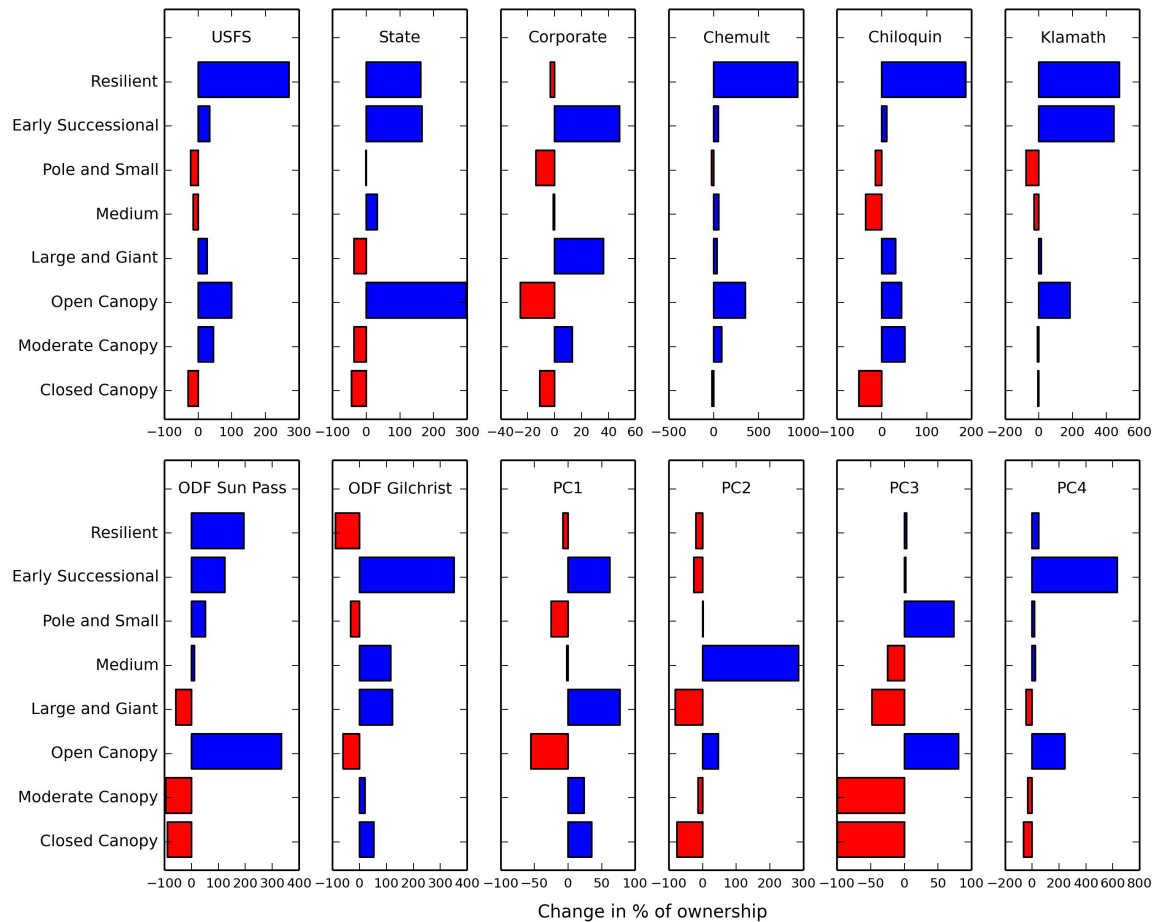 USFS State Corporate Chemult Chiloquin Klamath
Resilient
Early Successional
Pole and Small
Medium
Large and Giant
Open Canopy
Moderate Canopy
Closed Canopy
−100 0 100 200 300 −100 0 100 200 300 −40 −20 0 20 40 60 −500 0 500 1000 −100 0 100 200 −200 0 200 400 600
ODF Sun Pass ODF Gilchrist PC1 PC2 PC3 PC4
Resilient
Early Successional
Pole and Small
Medium
Large and Giant
Open Canopy
Moderate Canopy
Closed Canopy
−100 0 100 200 300 400 −100 0 100 200 300 400 −100 −50 0 50 100 −100 0 100 200 300 −100 −50 0 50 100 −200 0 200 400 600 800
Change in % of ownership